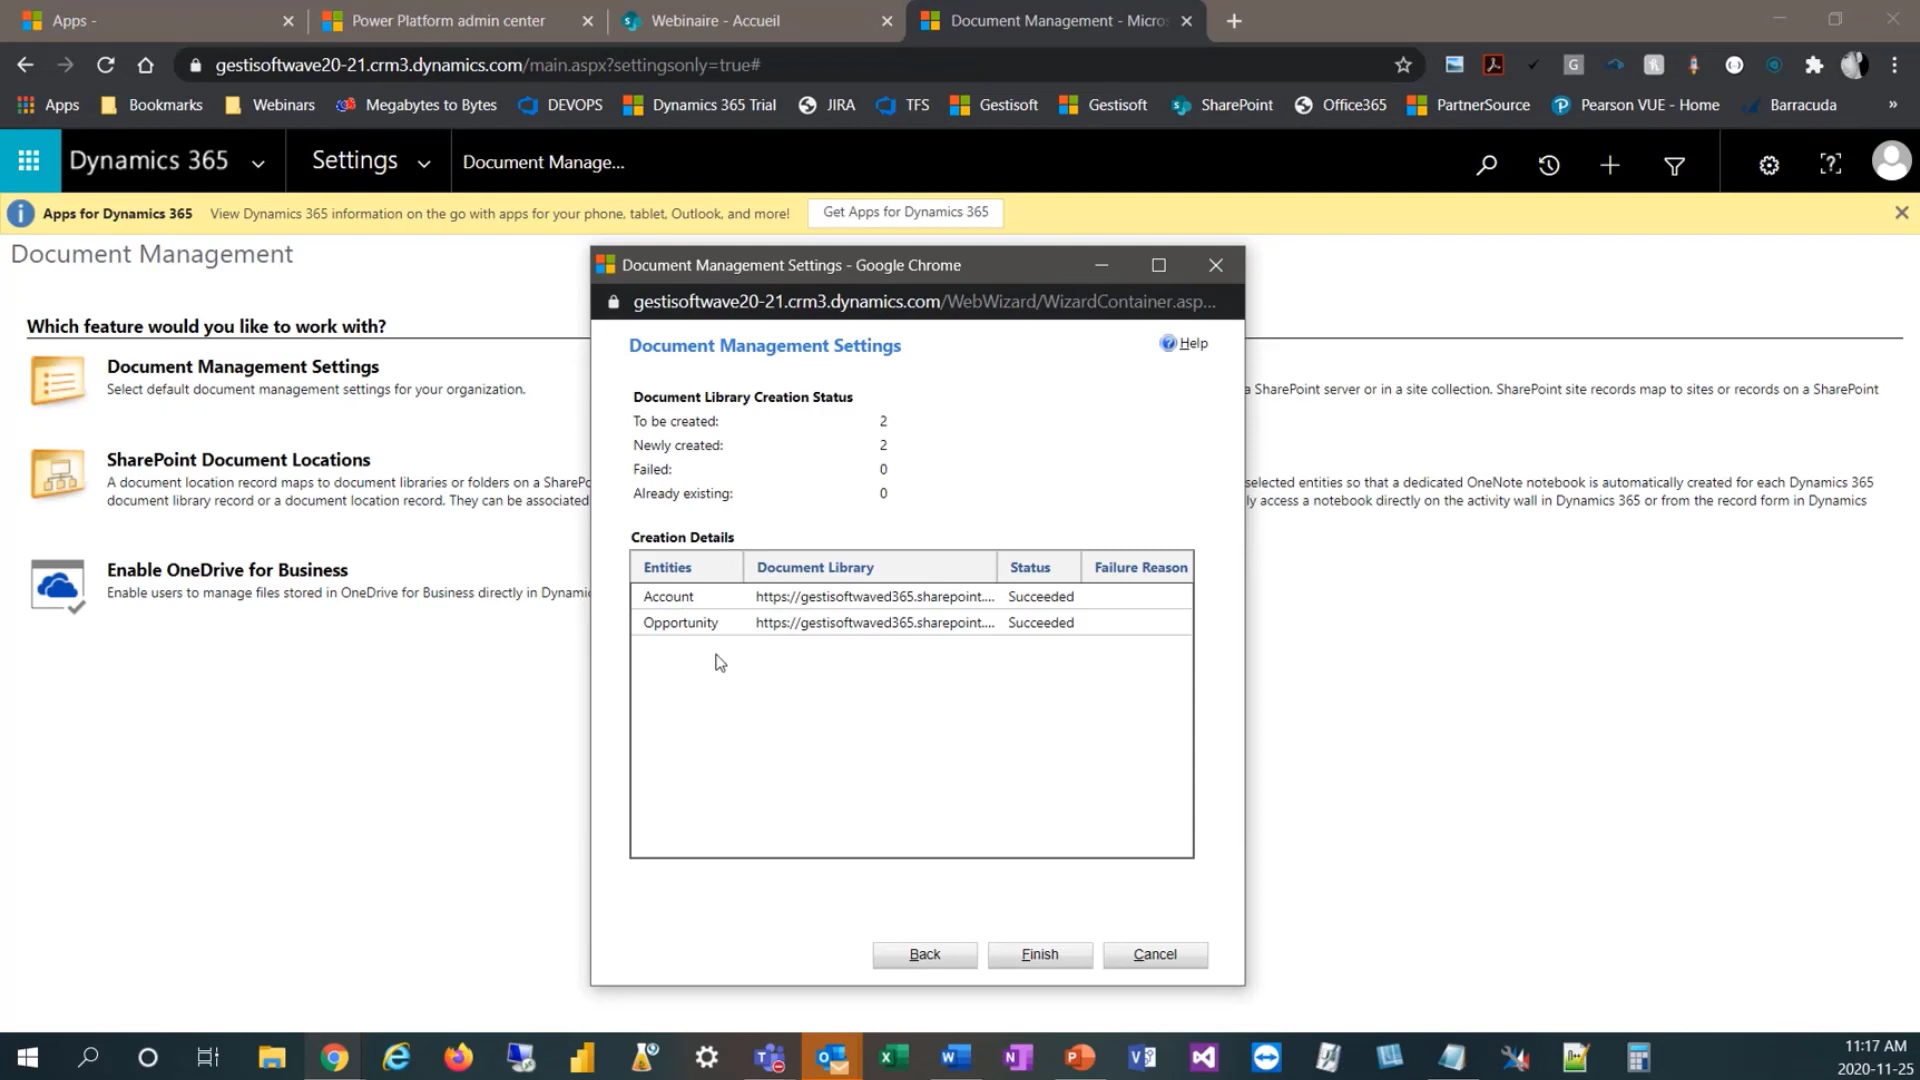 Apps -
Power Platform admin center
Webinaire - Accueil
Document Management - Micros
gestisoftwave20-21.crm3.dynamics.com/main.aspx?settingsonly=true#
Apps
Bookmarks
Webinars
Megabytes to Bytes
DEVOPS
Dynamics 365 Trial
JIRA
TFS
Gestisoft
Gestisoft
SharePoint
Office365
PartnerSource
Pearson VUE - Home
Barracuda
»
Dynamics 365
Settings
Document Manage...
Apps for Dynamics 365
View Dynamics 365 information on the go with apps for your phone, tablet, Outlook, and more!
Get Apps for Dynamics 365
Document Management
Which feature would you like to work with?
Document Management Settings
Select default document management settings for your organization.
a SharePoint server or in a site collection. SharePoint site records map to sites or records on a SharePoint
SharePoint Document Locations
A document location record maps to document libraries or folders on a SharePo
document library record or a document location record. They can be associated
selected entities so that a dedicated OneNote notebook is automatically created for each Dynamics 365
ly access a notebook directly on the activity wall in Dynamics 365 or from the record form in Dynamics
Enable OneDrive for Business
Enable users to manage files stored in OneDrive for Business directly in Dynami
Document Management Settings - Google Chrome
gestisoftwave20-21.crm3.dynamics.com/WebWizard/WizardContainer.asp...
Document Management Settings
Help
Document Library Creation Status
To be created: 2
Newly created: 2
Failed: 0
Already existing: 0
Creation Details
Entities Document Library Status Failure Reason
Account https://gestisoftwaved365.sharepoint.... Succeeded
Opportunity https://gestisoftwaved365.sharepoint.... Succeeded
Back
Finish
Cancel
11:17 AM
2020-11-25